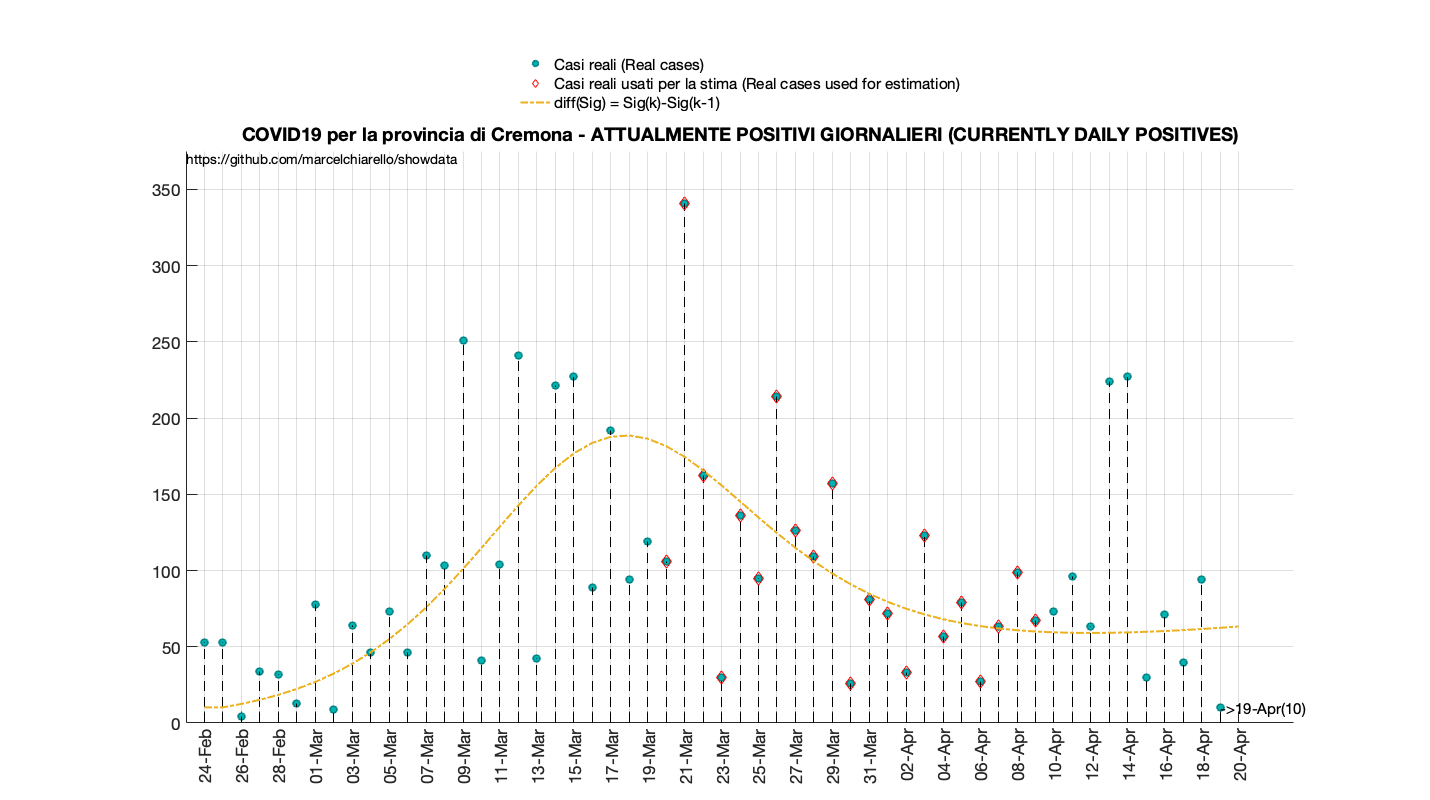 Casi reali (Real cases)
Casi reali usati per la stima (Real cases used for estimation)
diff(Sig) = Sig(k)-Sig(k-1)
COVID19 per la provincia di Cremona - ATTUALMENTE POSITIVI GIORNALIERI (CURRENTLY DAILY POSITIVES)
https://github.com/marcelchiarello/showdata
350
300
250
200
150
100
50
0
->19-Apr(10)
24-Feb
26-Feb
28-Feb
01-Mar
03-Mar
05-Mar
07-Mar
09-Mar
11-Mar
13-Mar
15-Mar
17-Mar
19-Mar
21-Mar
23-Mar
25-Mar
27-Mar
29-Mar
31-Mar
02-Apr
04-Apr
06-Apr
08-Apr
10-Apr
12-Apr
14-Apr
16-Apr
18-Apr
20-Apr